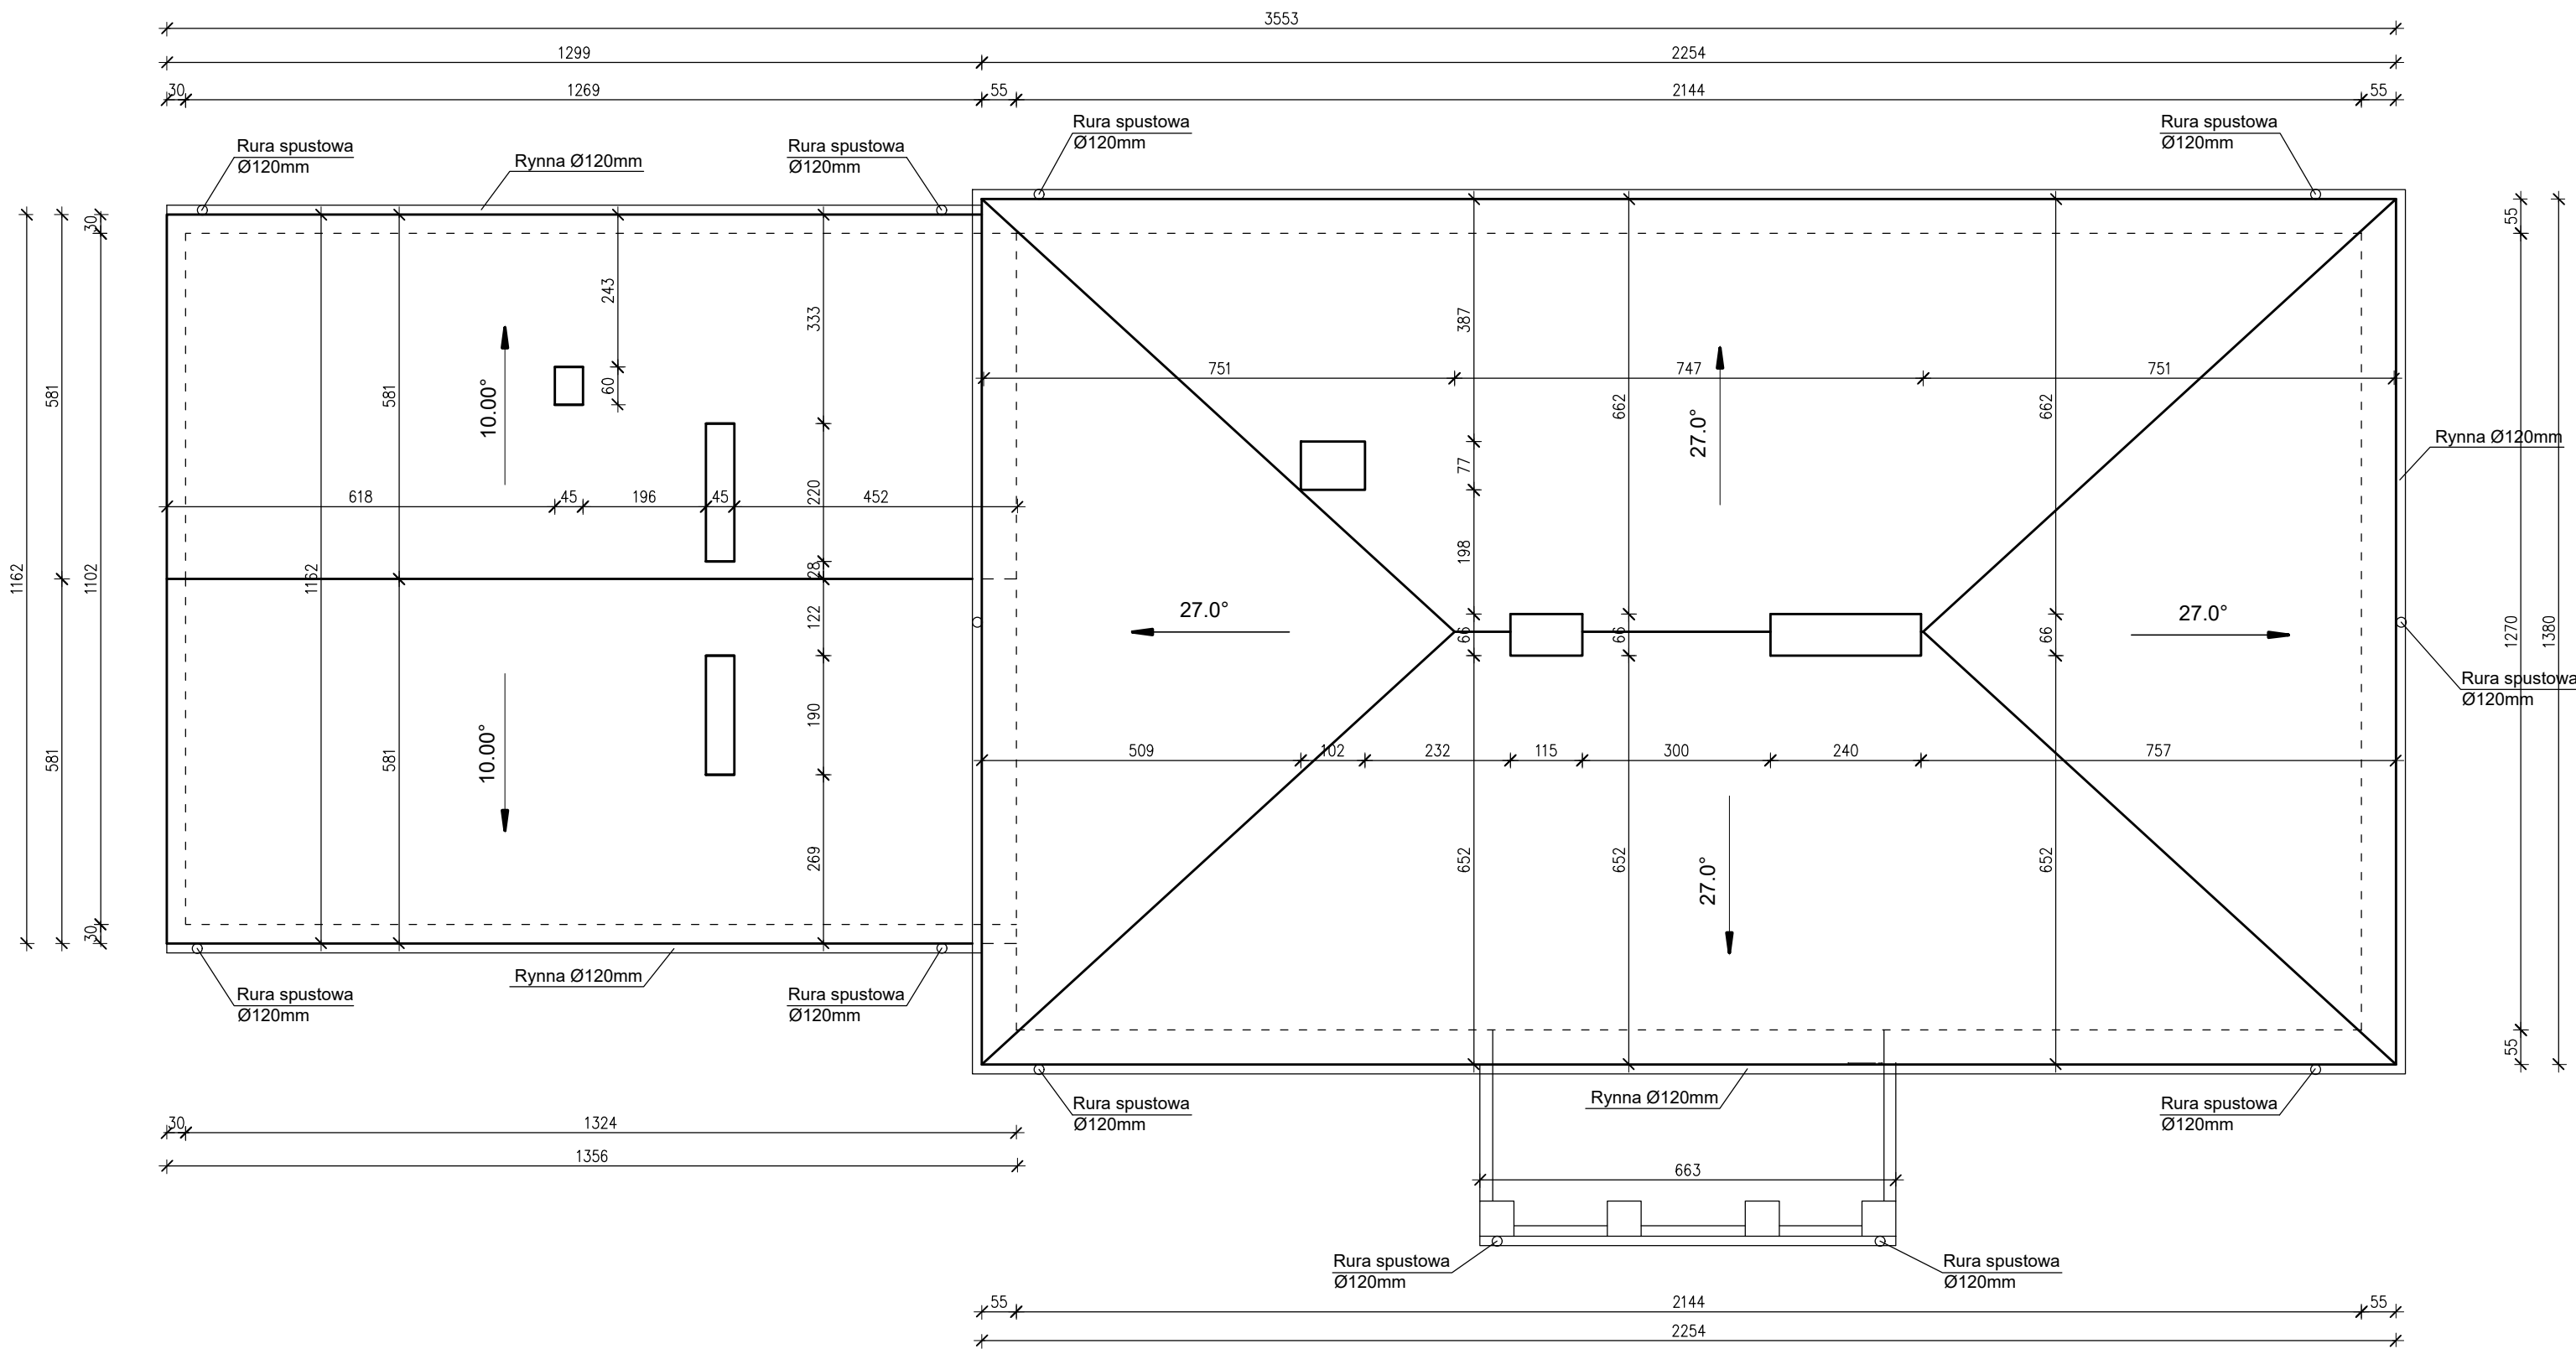 3553
1299
2254
30
1269
55
2144
55
Rura spustowa
Ø120mm
Rynna Ø120mm
Rura spustowa
Ø120mm
Rura spustowa
Ø120mm
Rura spustowa
Ø120mm
30
581
1162
1102
581
30
1162
581
581
10.00°
10.00°
243
60
333
220
28
122
190
269
618
45
196
45
452
751
747
751
387
77
198
66
652
662
66
652
662
66
652
27.0°
27.0°
27.0°
27.0°
509
102
232
115
300
240
757
55
1270
1380
55
Rynna Ø120mm
Rura spustowa
Ø120mm
Rynna Ø120mm
Rura spustowa
Ø120mm
Rura spustowa
Ø120mm
Rynna Ø120mm
Rura spustowa
Ø120mm
Rura spustowa
Ø120mm
30
1324
1356
663
Rura spustowa
Ø120mm
Rura spustowa
Ø120mm
55
2144
55
2254